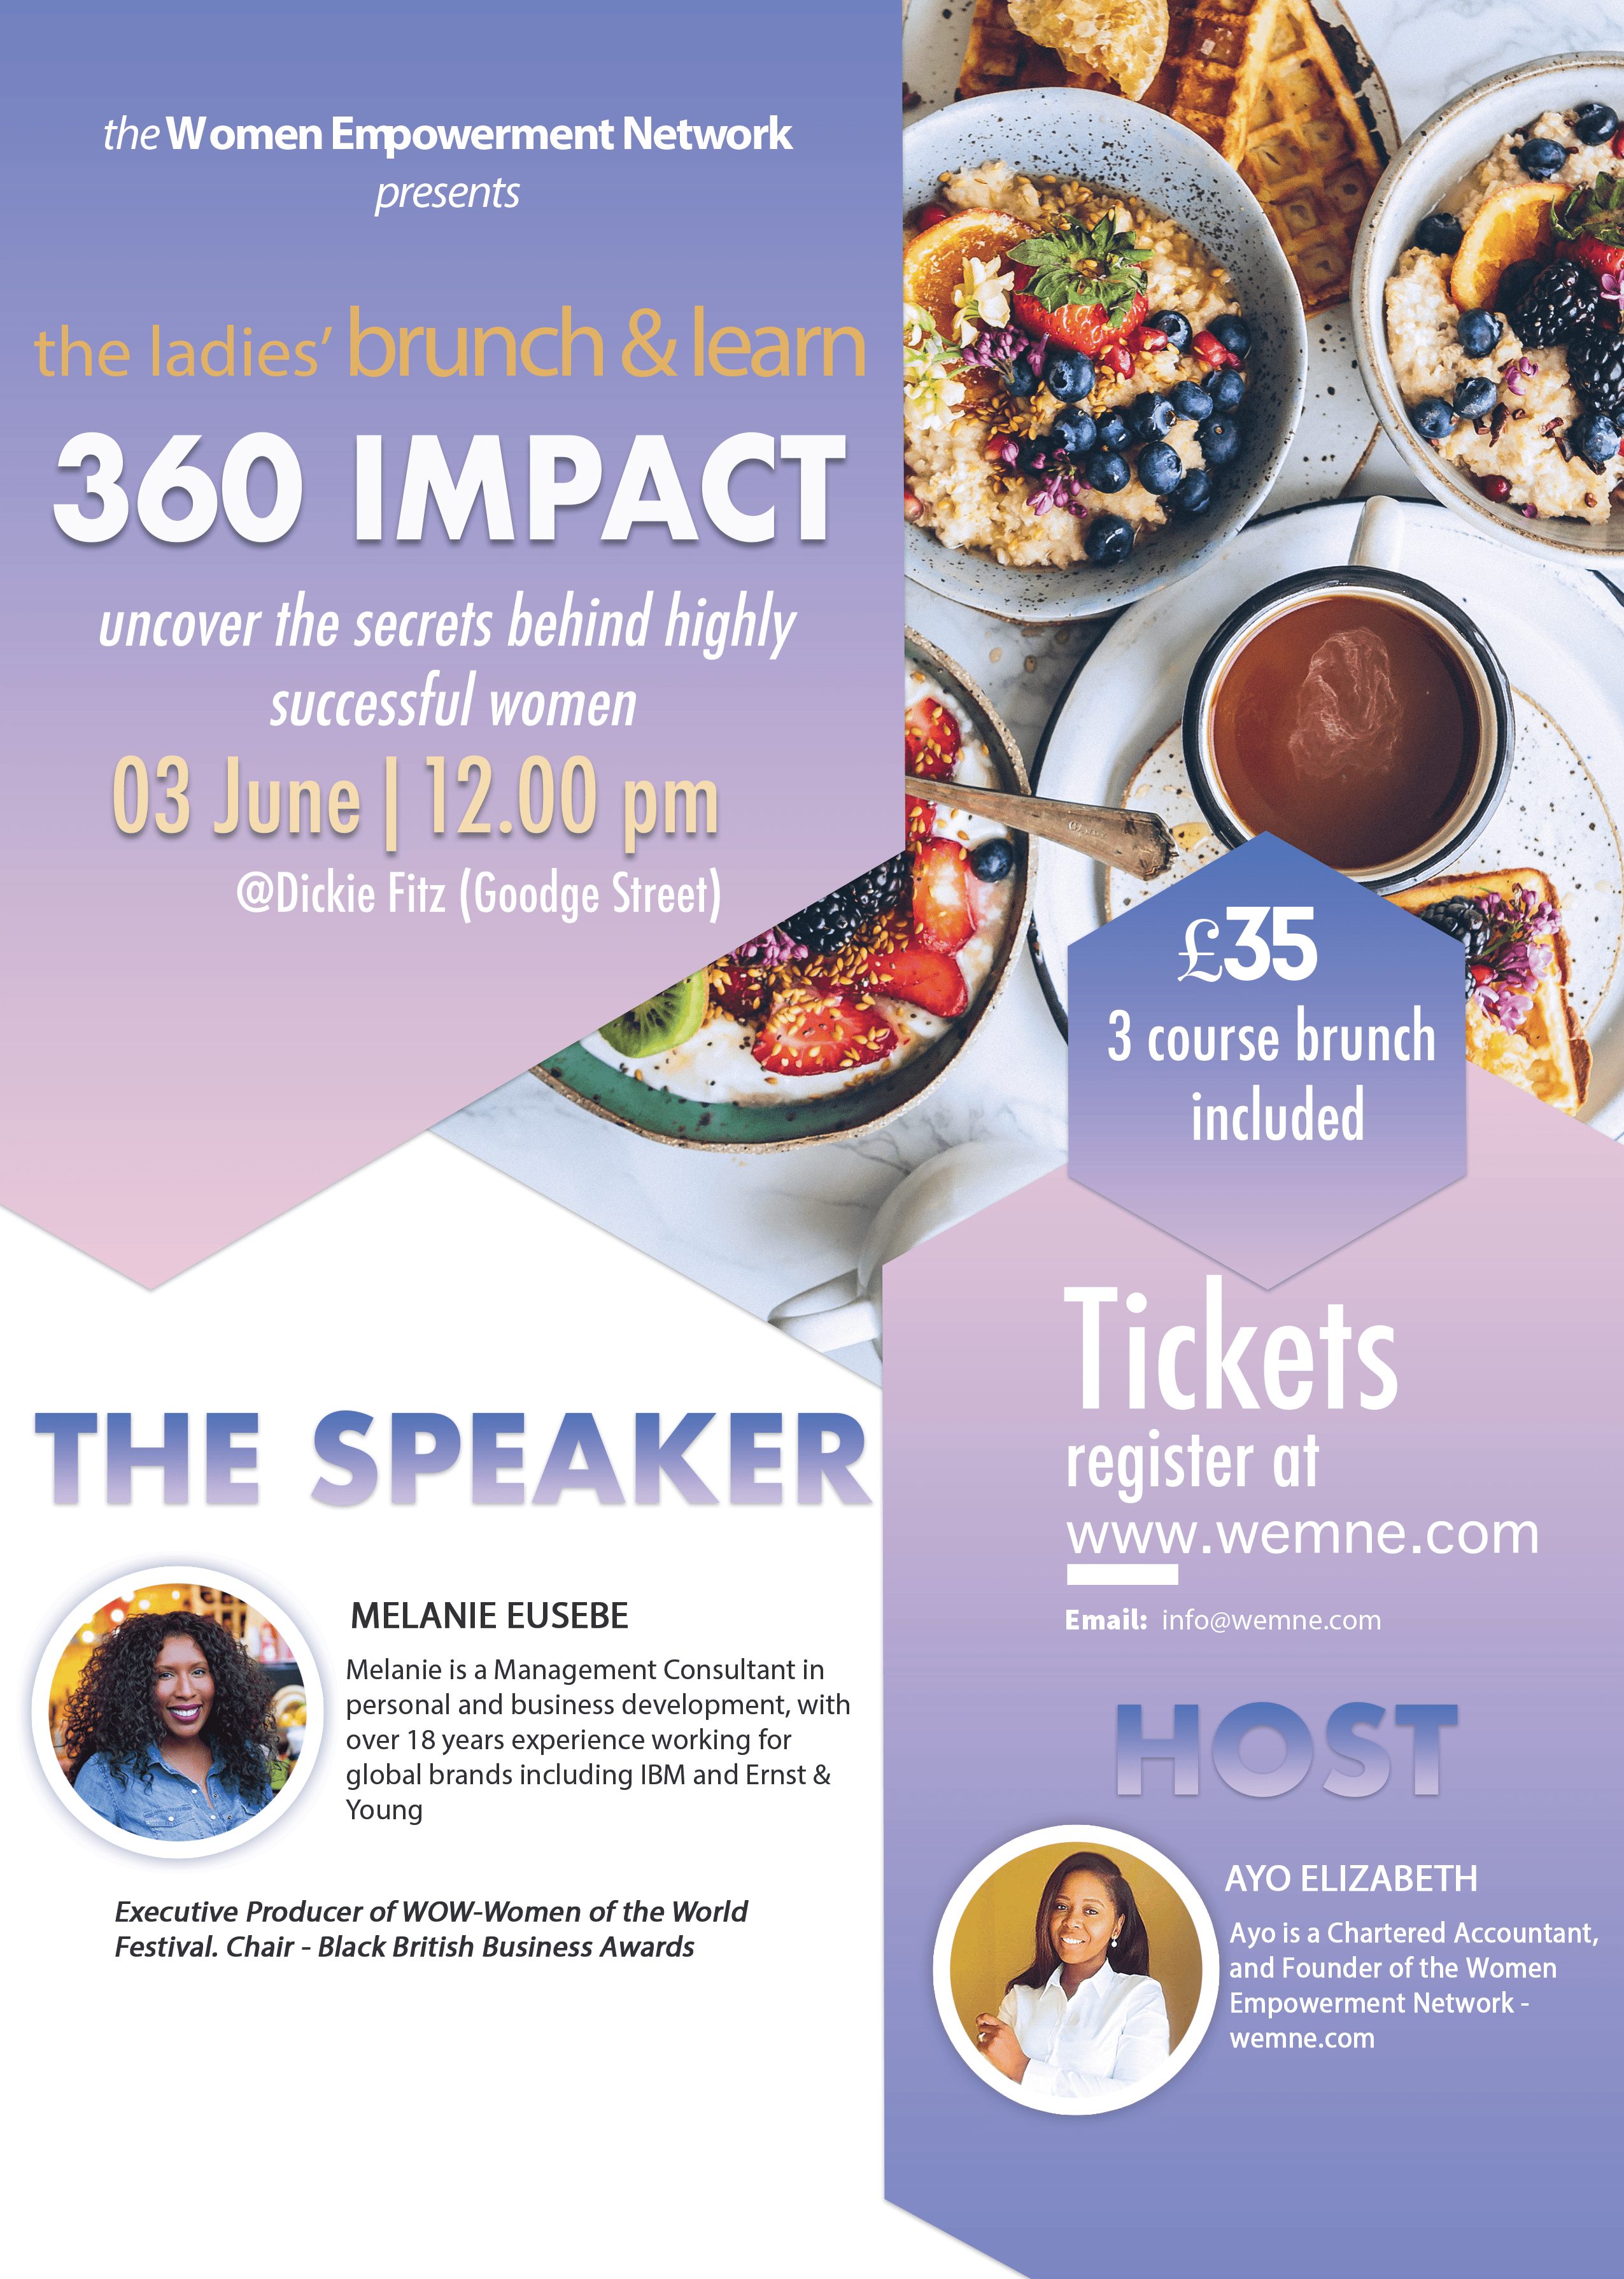 the Women Empowerment Network
presents
the ladies' brunch & learn
360 IMPACT
uncover the secrets behind highly
successful women
03 June | 12.00 pm
@Dickie Fitz (Goodge Street)
£35
3 course brunch
included
Tickets
register at
www.wemne.com
Email: info@wemne.com
THE SPEAKER
MELANIE EUSEBE
Melanie is a Management Consultant in
personal and business development, with
over 18 years experience working for
global brands including IBM and Ernst &
Young
Executive Producer of WOW-Women of the World
Festival. Chair - Black British Business Awards
HOST
AYO ELIZABETH
Ayo is a Chartered Accountant,
and Founder of the Women
Empowerment Network -
wemne.com